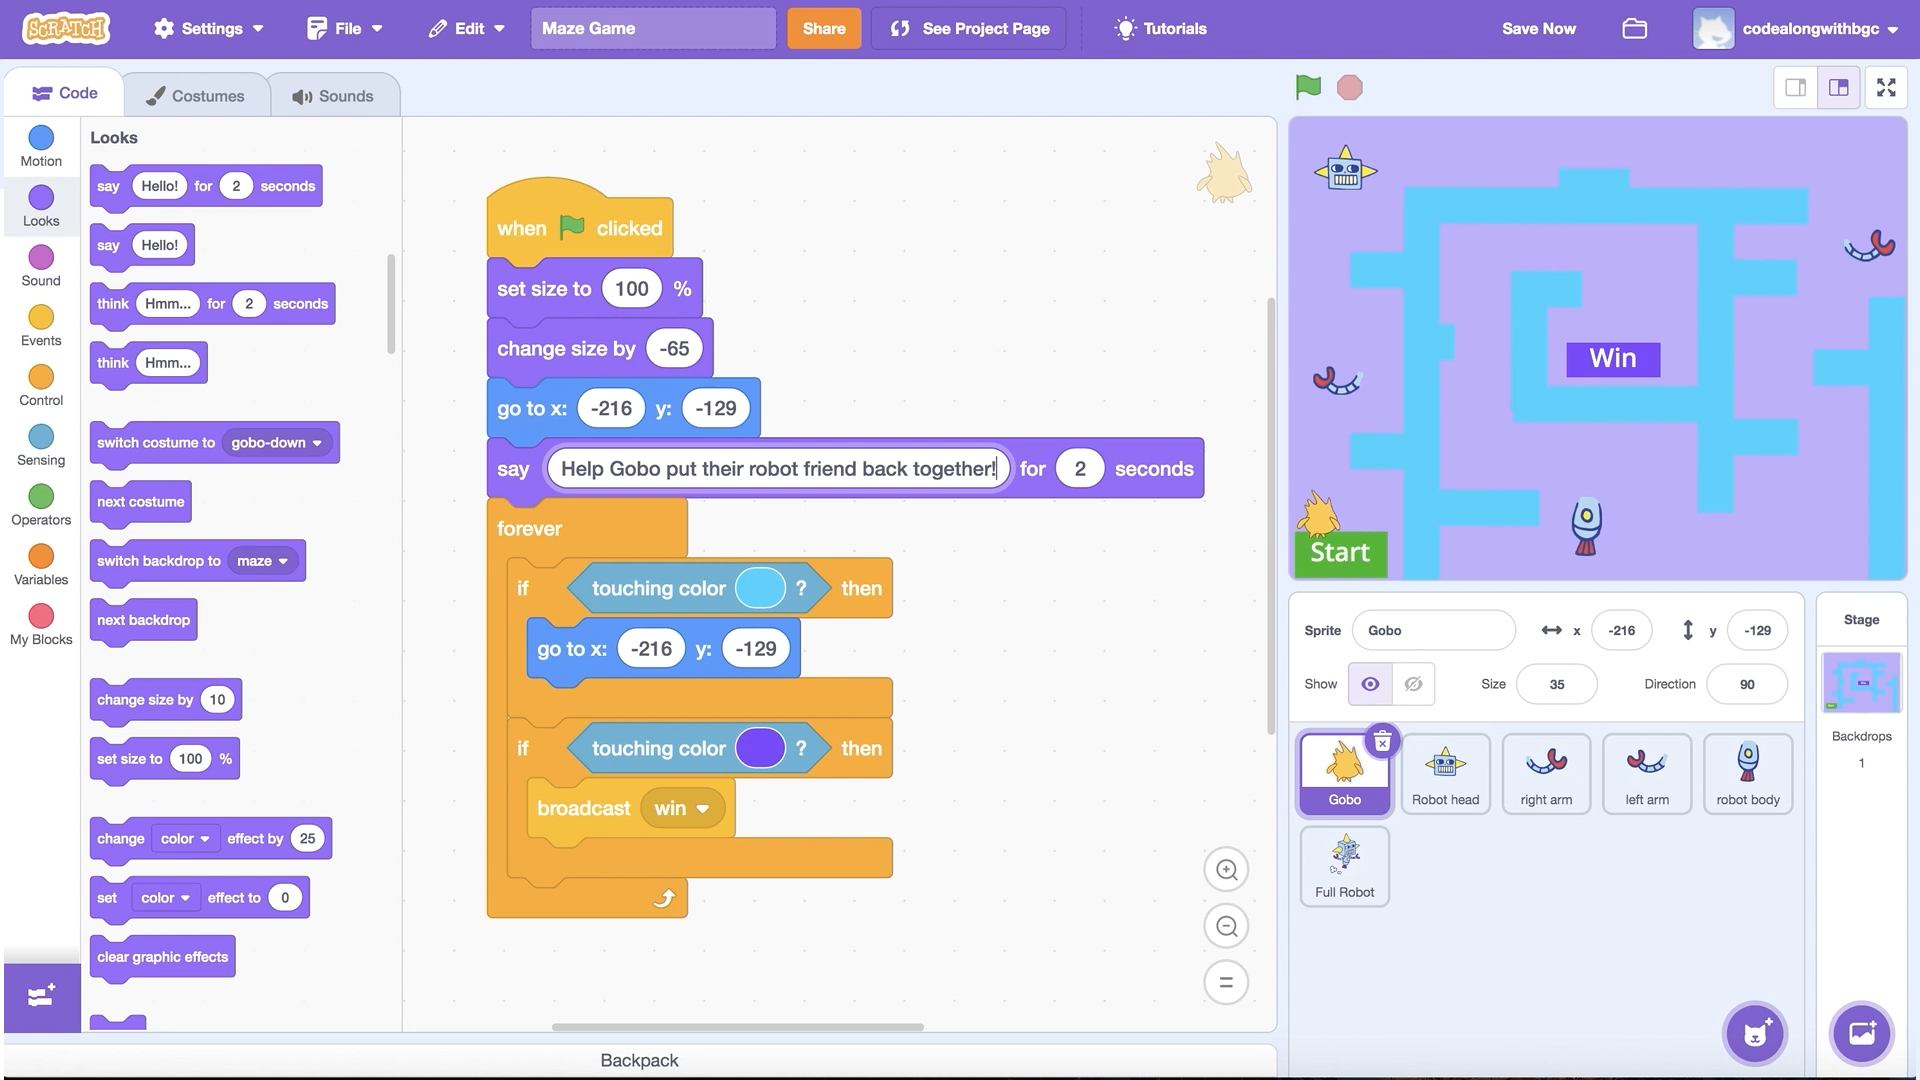 SCRATCH Settings File Edit Maze Game Share See Project Page Tutorials Save Now codealongwithbgc
Code Costumes Sounds
Motion
Looks
Sound
Events
Control
Sensing
Operators
Variables
My Blocks
Looks
say Hello! for 2 seconds
say Hello!
think Hmm... for 2 seconds
think Hmm...
switch costume to gobo-down
next costume
switch backdrop to maze
next backdrop
change size by 10
set size to 100 %
change color effect by 25
set color effect to 0
clear graphic effects
when clicked
set size to 100 %
change size by -65
go to x: -216 y: -129
say Help Gobo put their robot friend back together! for 2 seconds
forever
if touching color ? then
go to x: -216 y: -129
if touching color ? then
broadcast win
Backpack
Win
Start
Sprite Gobo x -216 y -129
Show Size 35 Direction 90
Gobo Robot head right arm left arm robot body
Full Robot
Stage
Backdrops
1